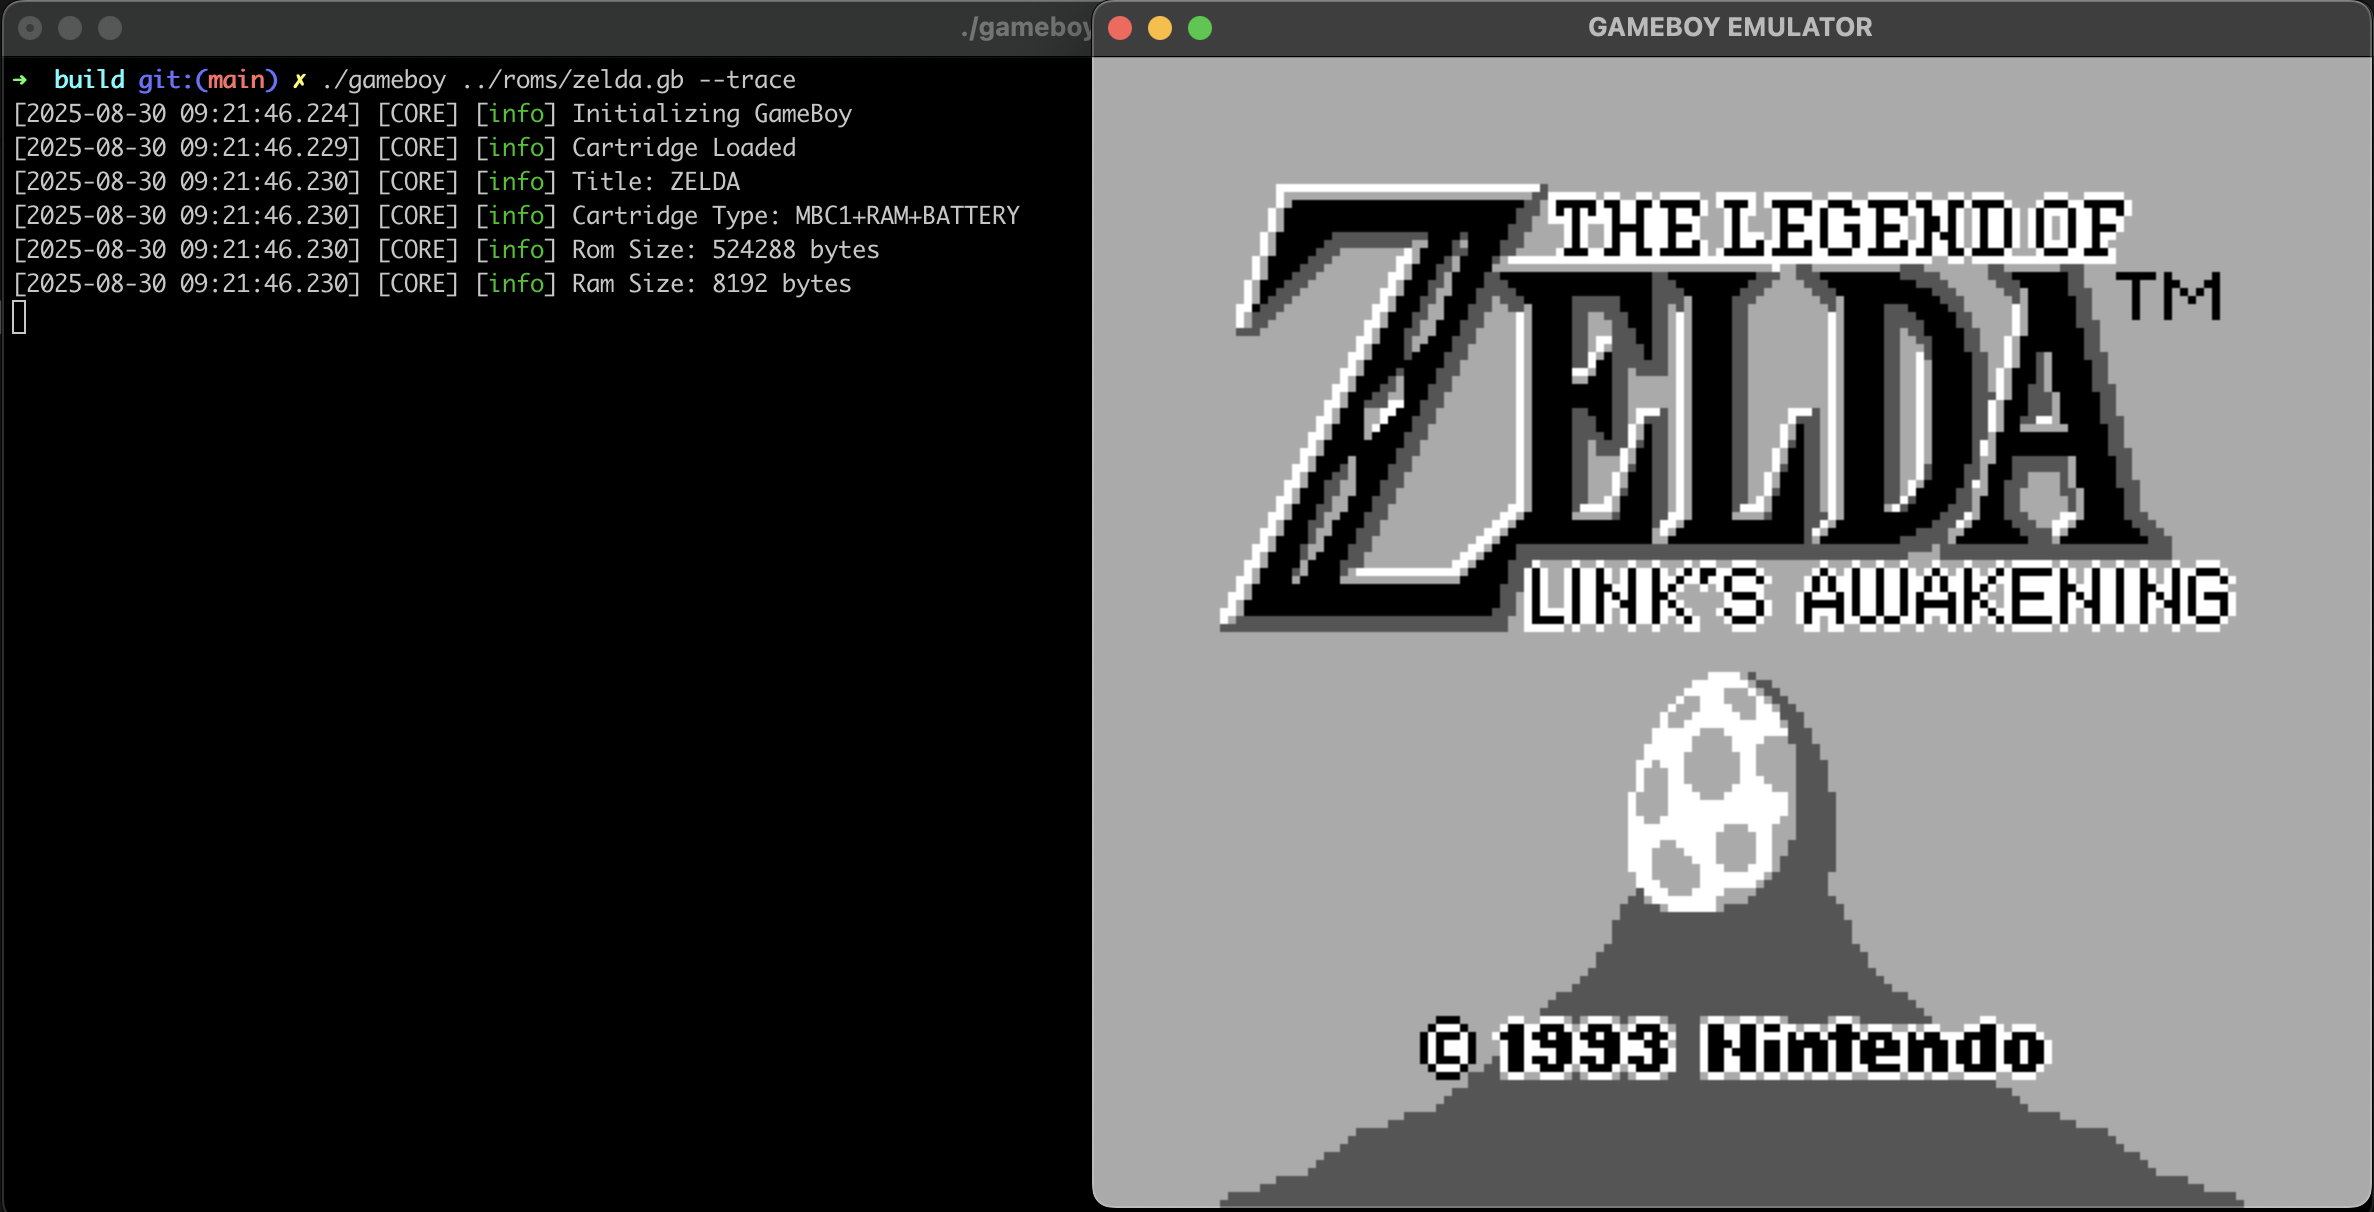 ./gameboy
➜ build git:(main) ✗ ./gameboy ../roms/zelda.gb --trace
[2025-08-30 09:21:46.224] [CORE] [info] Initializing GameBoy
[2025-08-30 09:21:46.229] [CORE] [info] Cartridge Loaded
[2025-08-30 09:21:46.230] [CORE] [info] Title: ZELDA
[2025-08-30 09:21:46.230] [CORE] [info] Cartridge Type: MBC1+RAM+BATTERY
[2025-08-30 09:21:46.230] [CORE] [info] Rom Size: 524288 bytes
[2025-08-30 09:21:46.230] [CORE] [info] Ram Size: 8192 bytes
GAMEBOY EMULATOR
THE LEGEND OF
ZELDA™
LINK'S AWAKENING
© 1993 Nintendo